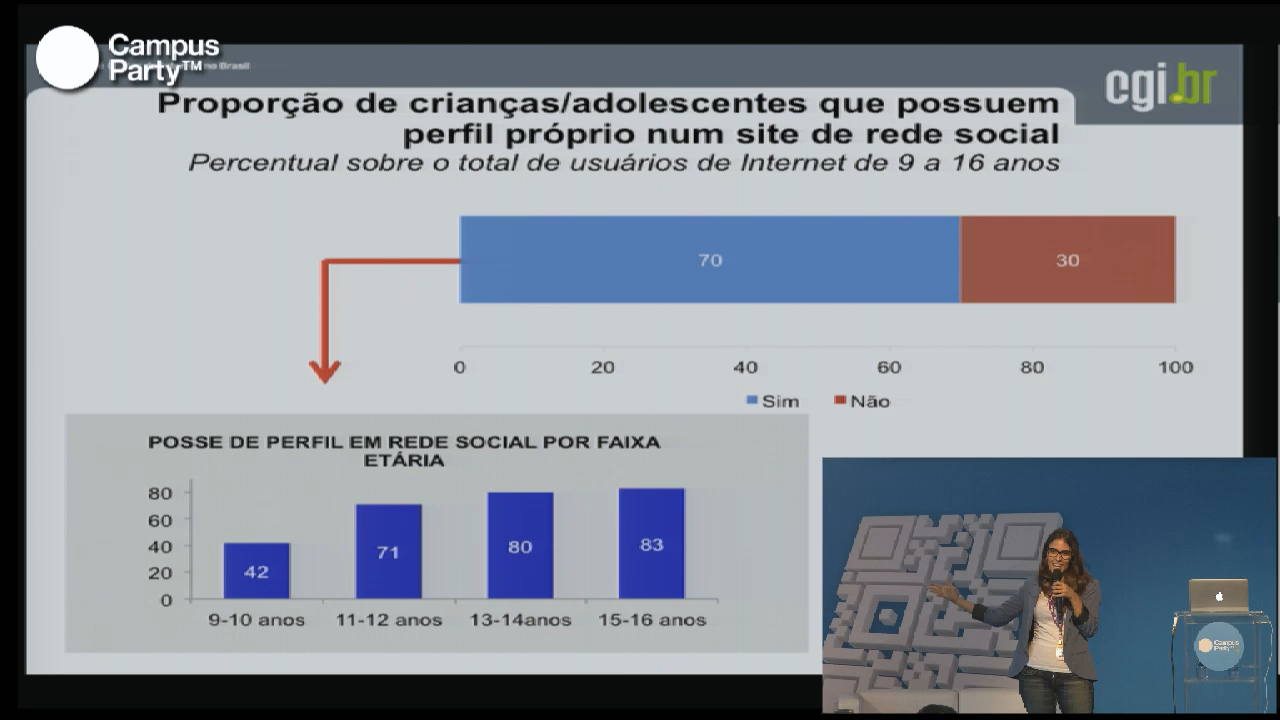 Campus
Party™
no Brasil
cgi.br
Proporção de crianças/adolescentes que possuem
perfil próprio num site de rede social
Percentual sobre o total de usuários de Internet de 9 a 16 anos
70
30
0 20 40 60 80 100
Sim Não
POSSE DE PERFIL EM REDE SOCIAL POR FAIXA
ETÁRIA
80
60
40
20
0
42
71
80
83
9-10 anos 11-12 anos 13-14anos 15-16 anos
Campus
Party